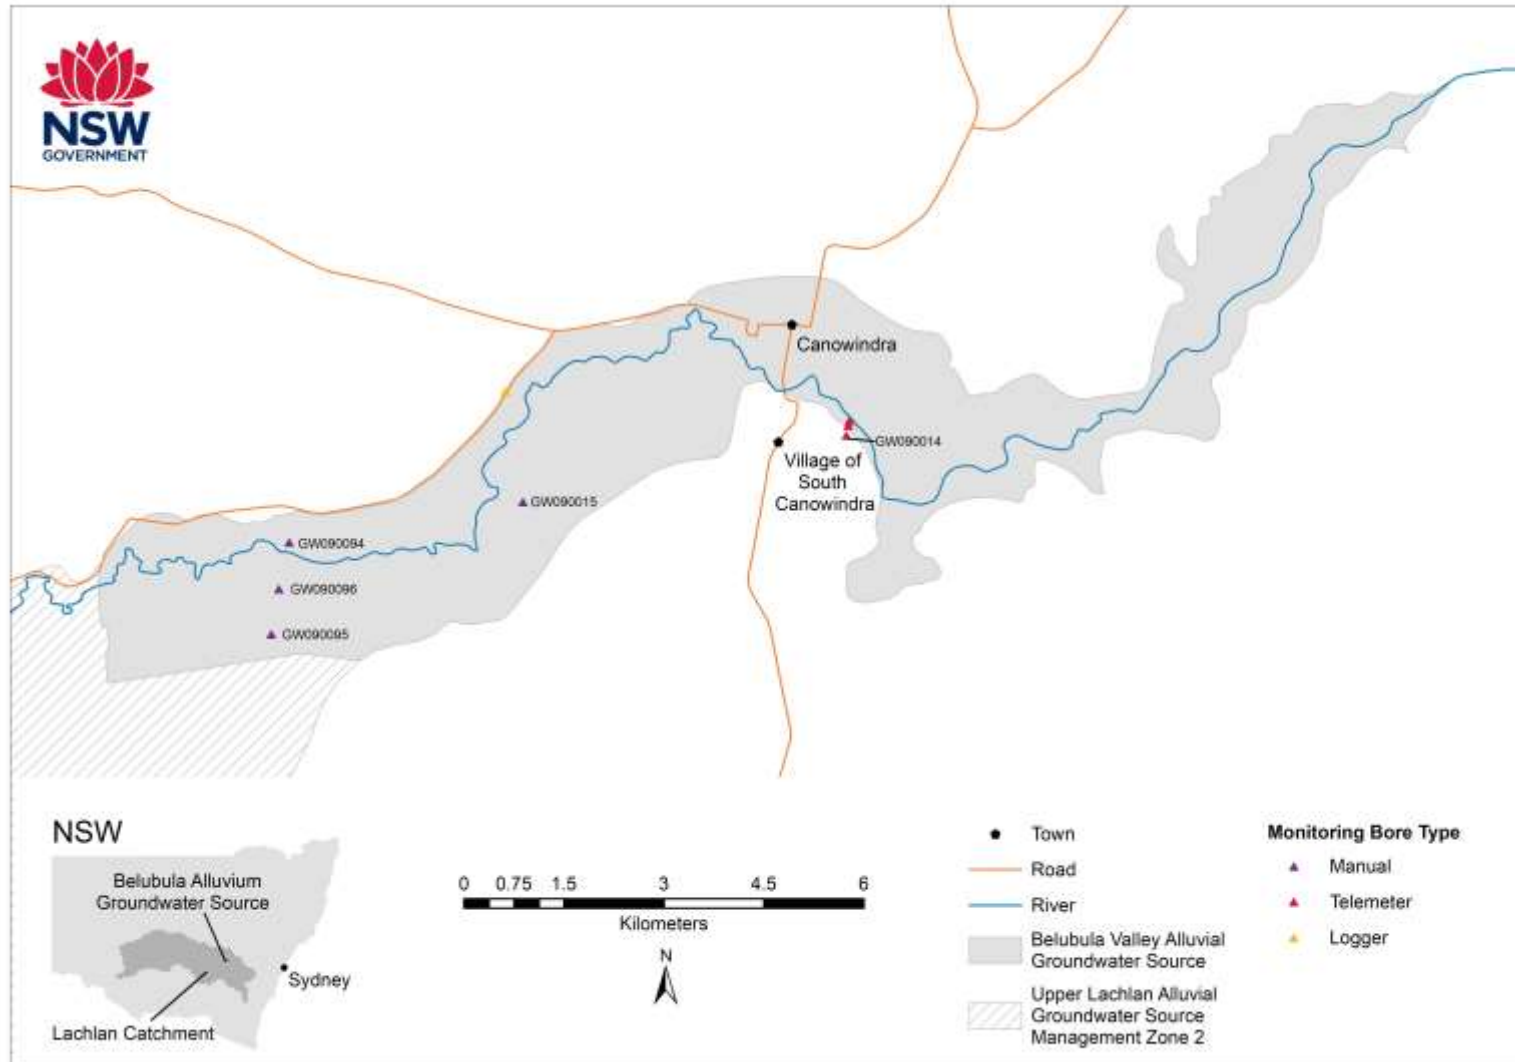 NSW
GOVERNMENT
Canowindra
GW090014
Village of
South
Canowindra
GW090015
GW090094
GW090096
GW090095
NSW
Belubula Alluvium
Groundwater Source
Sydney
Lachlan Catchment
0 0.75 1.5 3 4.5 6
Kilometers
N
Town
Road
River
Belubula Valley Alluvial
Groundwater Source
Upper Lachlan Alluvial
Groundwater Source
Management Zone 2
Monitoring Bore Type
Manual
Telemeter
Logger